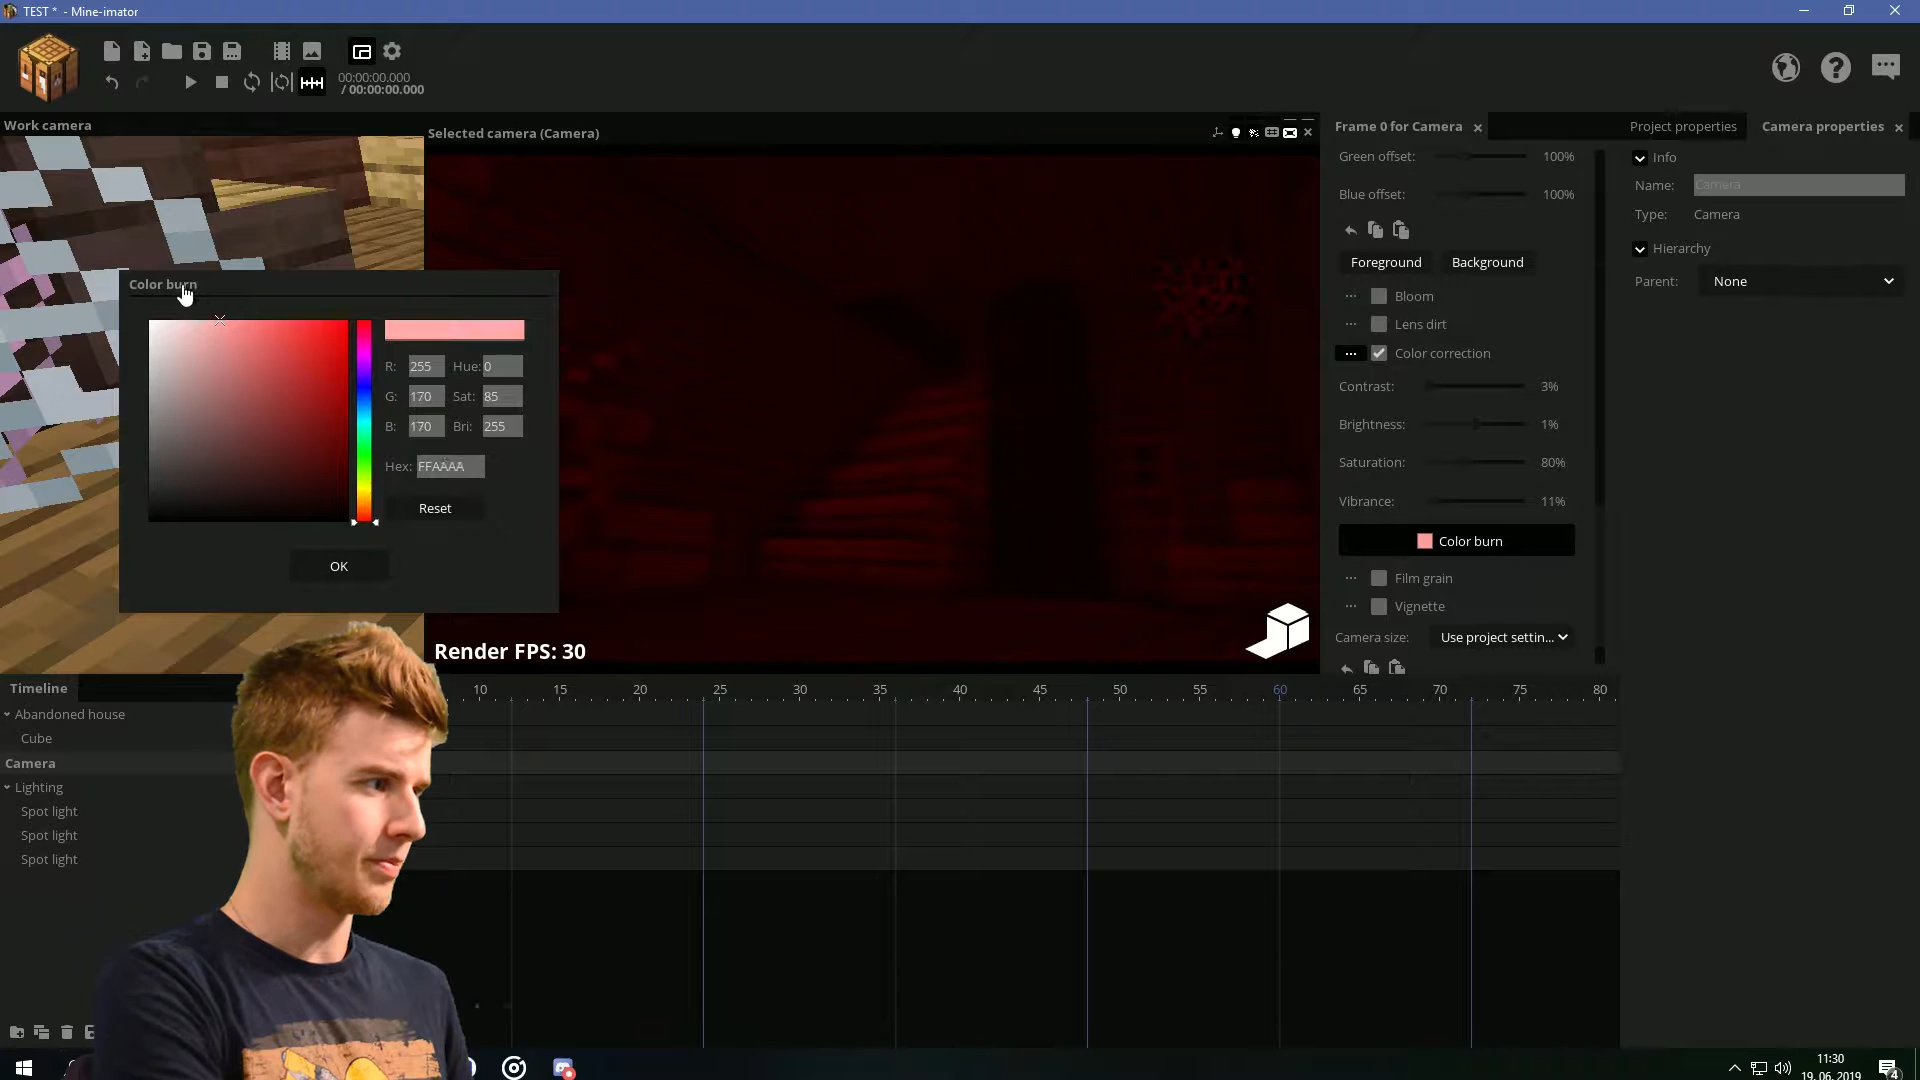 TEST * - Mine-imator
00:00:00.000
/ 00:00:00.000
Work camera
Selected camera (Camera)
Frame 0 for Camera
Project properties
Camera properties
Green offset: 100%
Blue offset: 100%
Foreground Background
Bloom
Lens dirt
Color correction
Contrast: 3%
Brightness: 1%
Saturation: 80%
Vibrance: 11%
Color burn
Film grain
Vignette
Camera size: Use project settin...
Info
Name: Camera
Type: Camera
Hierarchy
Parent: None
Color burn
R: 255 Hue: 0
G: 170 Sat: 85
B: 170 Bri: 255
Hex: FFAAAA
Reset
OK
Render FPS: 30
Timeline
10 15 20 25 30 35 40 45 50 55 60 65 70 75 80
Abandoned house
Cube
Camera
Lighting
Spot light
Spot light
Spot light
11:30
19. 06. 2019
4